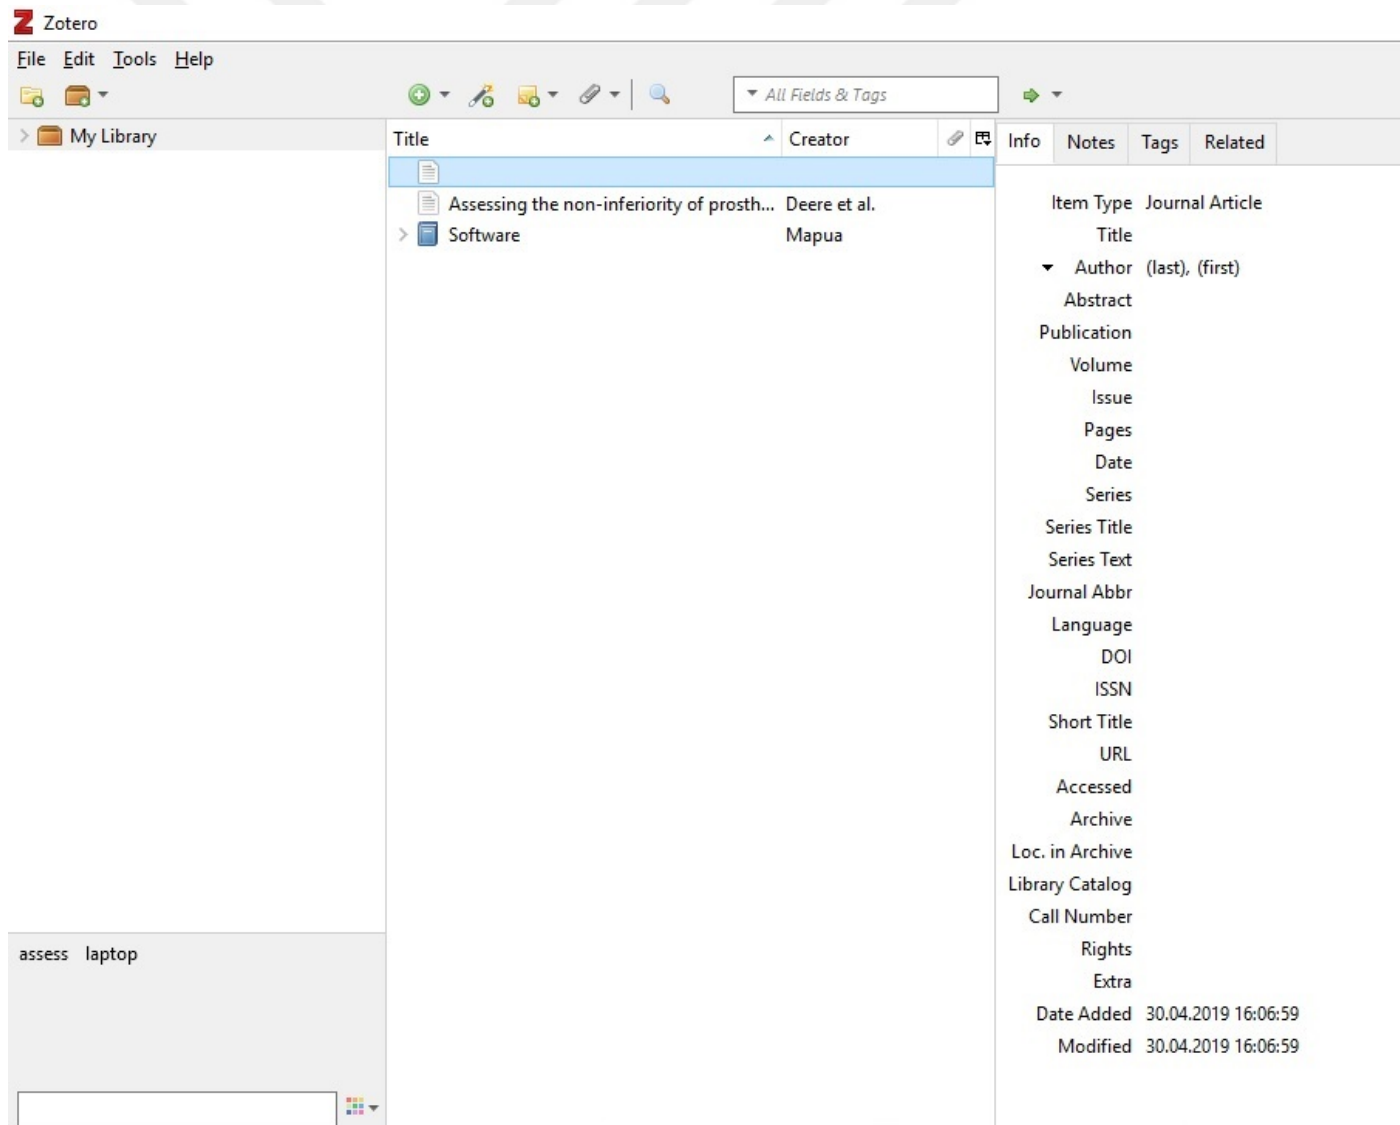 Zotero
File Edit Tools Help
All Fields & Tags
My Library
Title Creator
Assessing the non-inferiority of prosth... Deere et al.
Software Mapua
Info Notes Tags Related
Item Type Journal Article
Title
Author (last), (first)
Abstract
Publication
Volume
Issue
Pages
Date
Series
Series Title
Series Text
Journal Abbr
Language
DOI
ISSN
Short Title
URL
Accessed
Archive
Loc. in Archive
Library Catalog
Call Number
Rights
Extra
Date Added 30.04.2019 16:06:59
Modified 30.04.2019 16:06:59
assess laptop